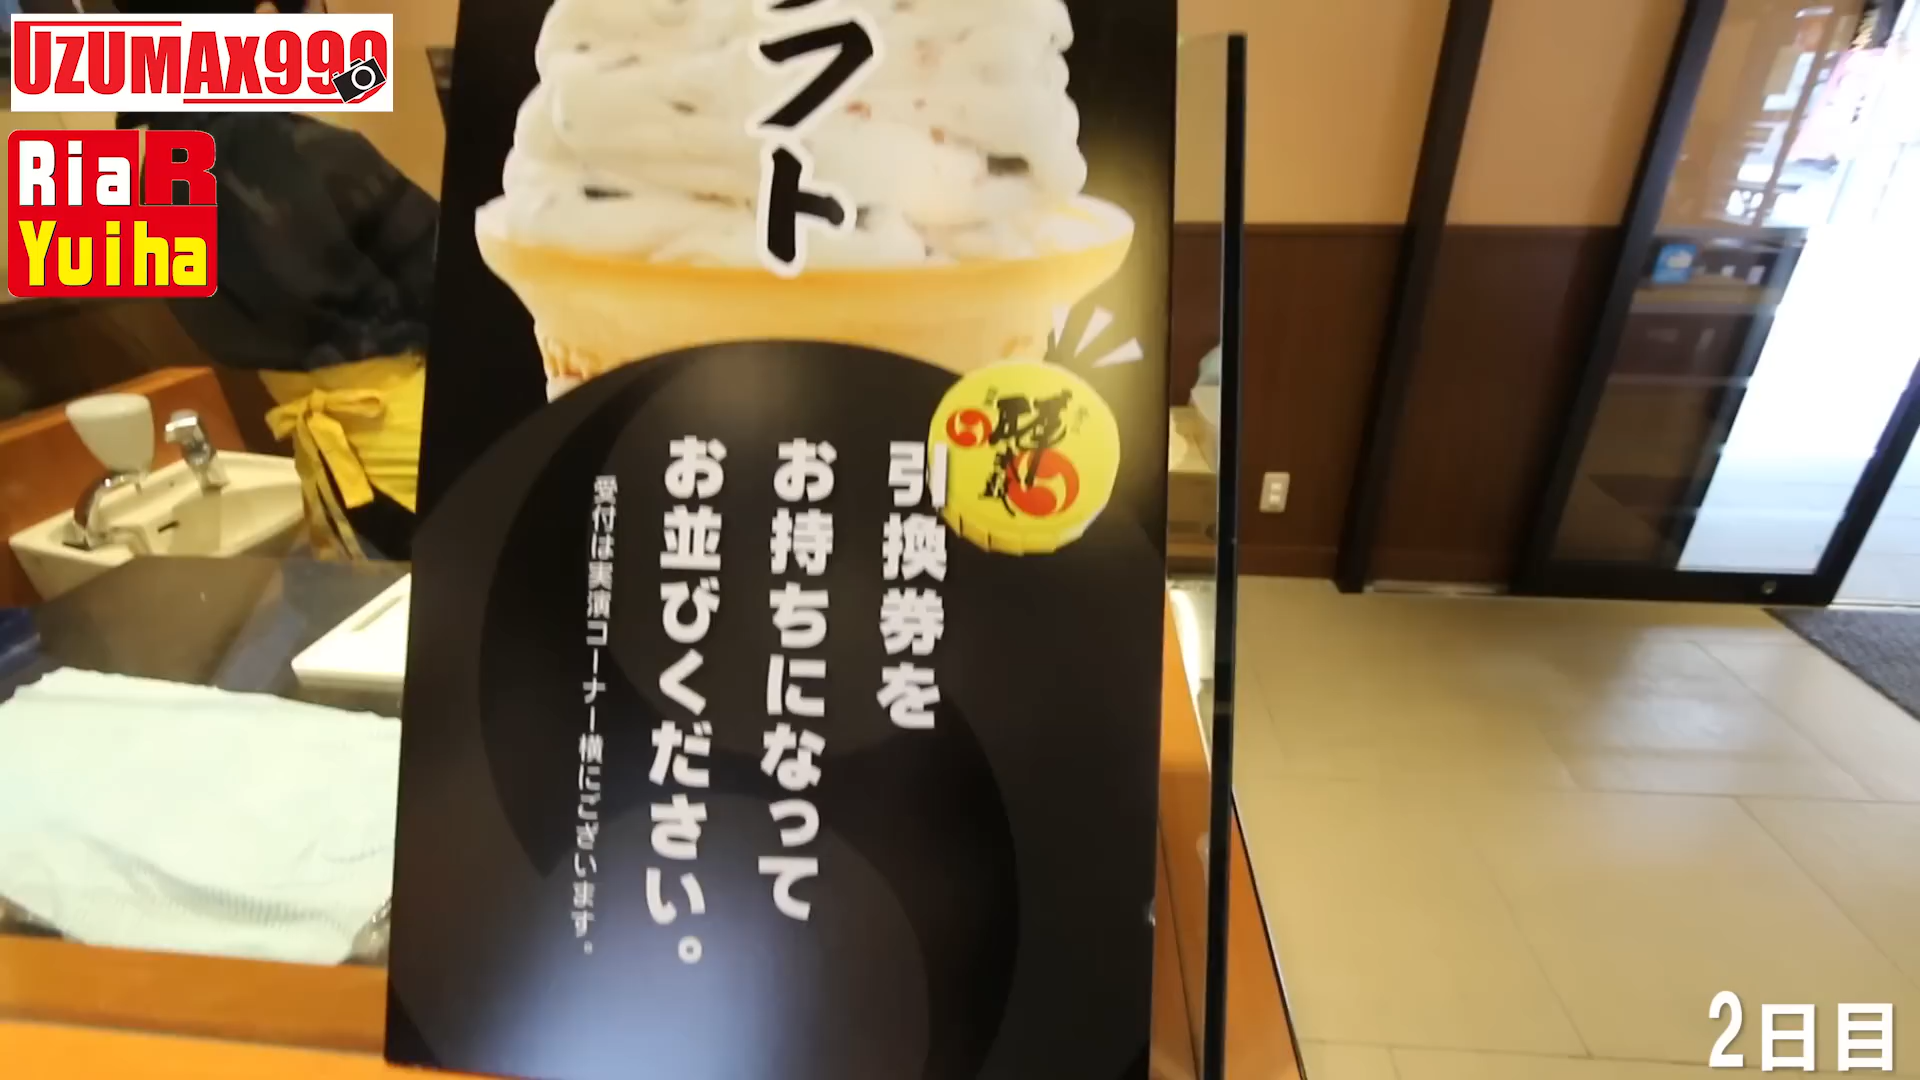 UZUMAX999
RiaR
Yuiha
フト
引換券を
お持ちになって
お並びください。
受付は実演コーナー横にございます。
2日目